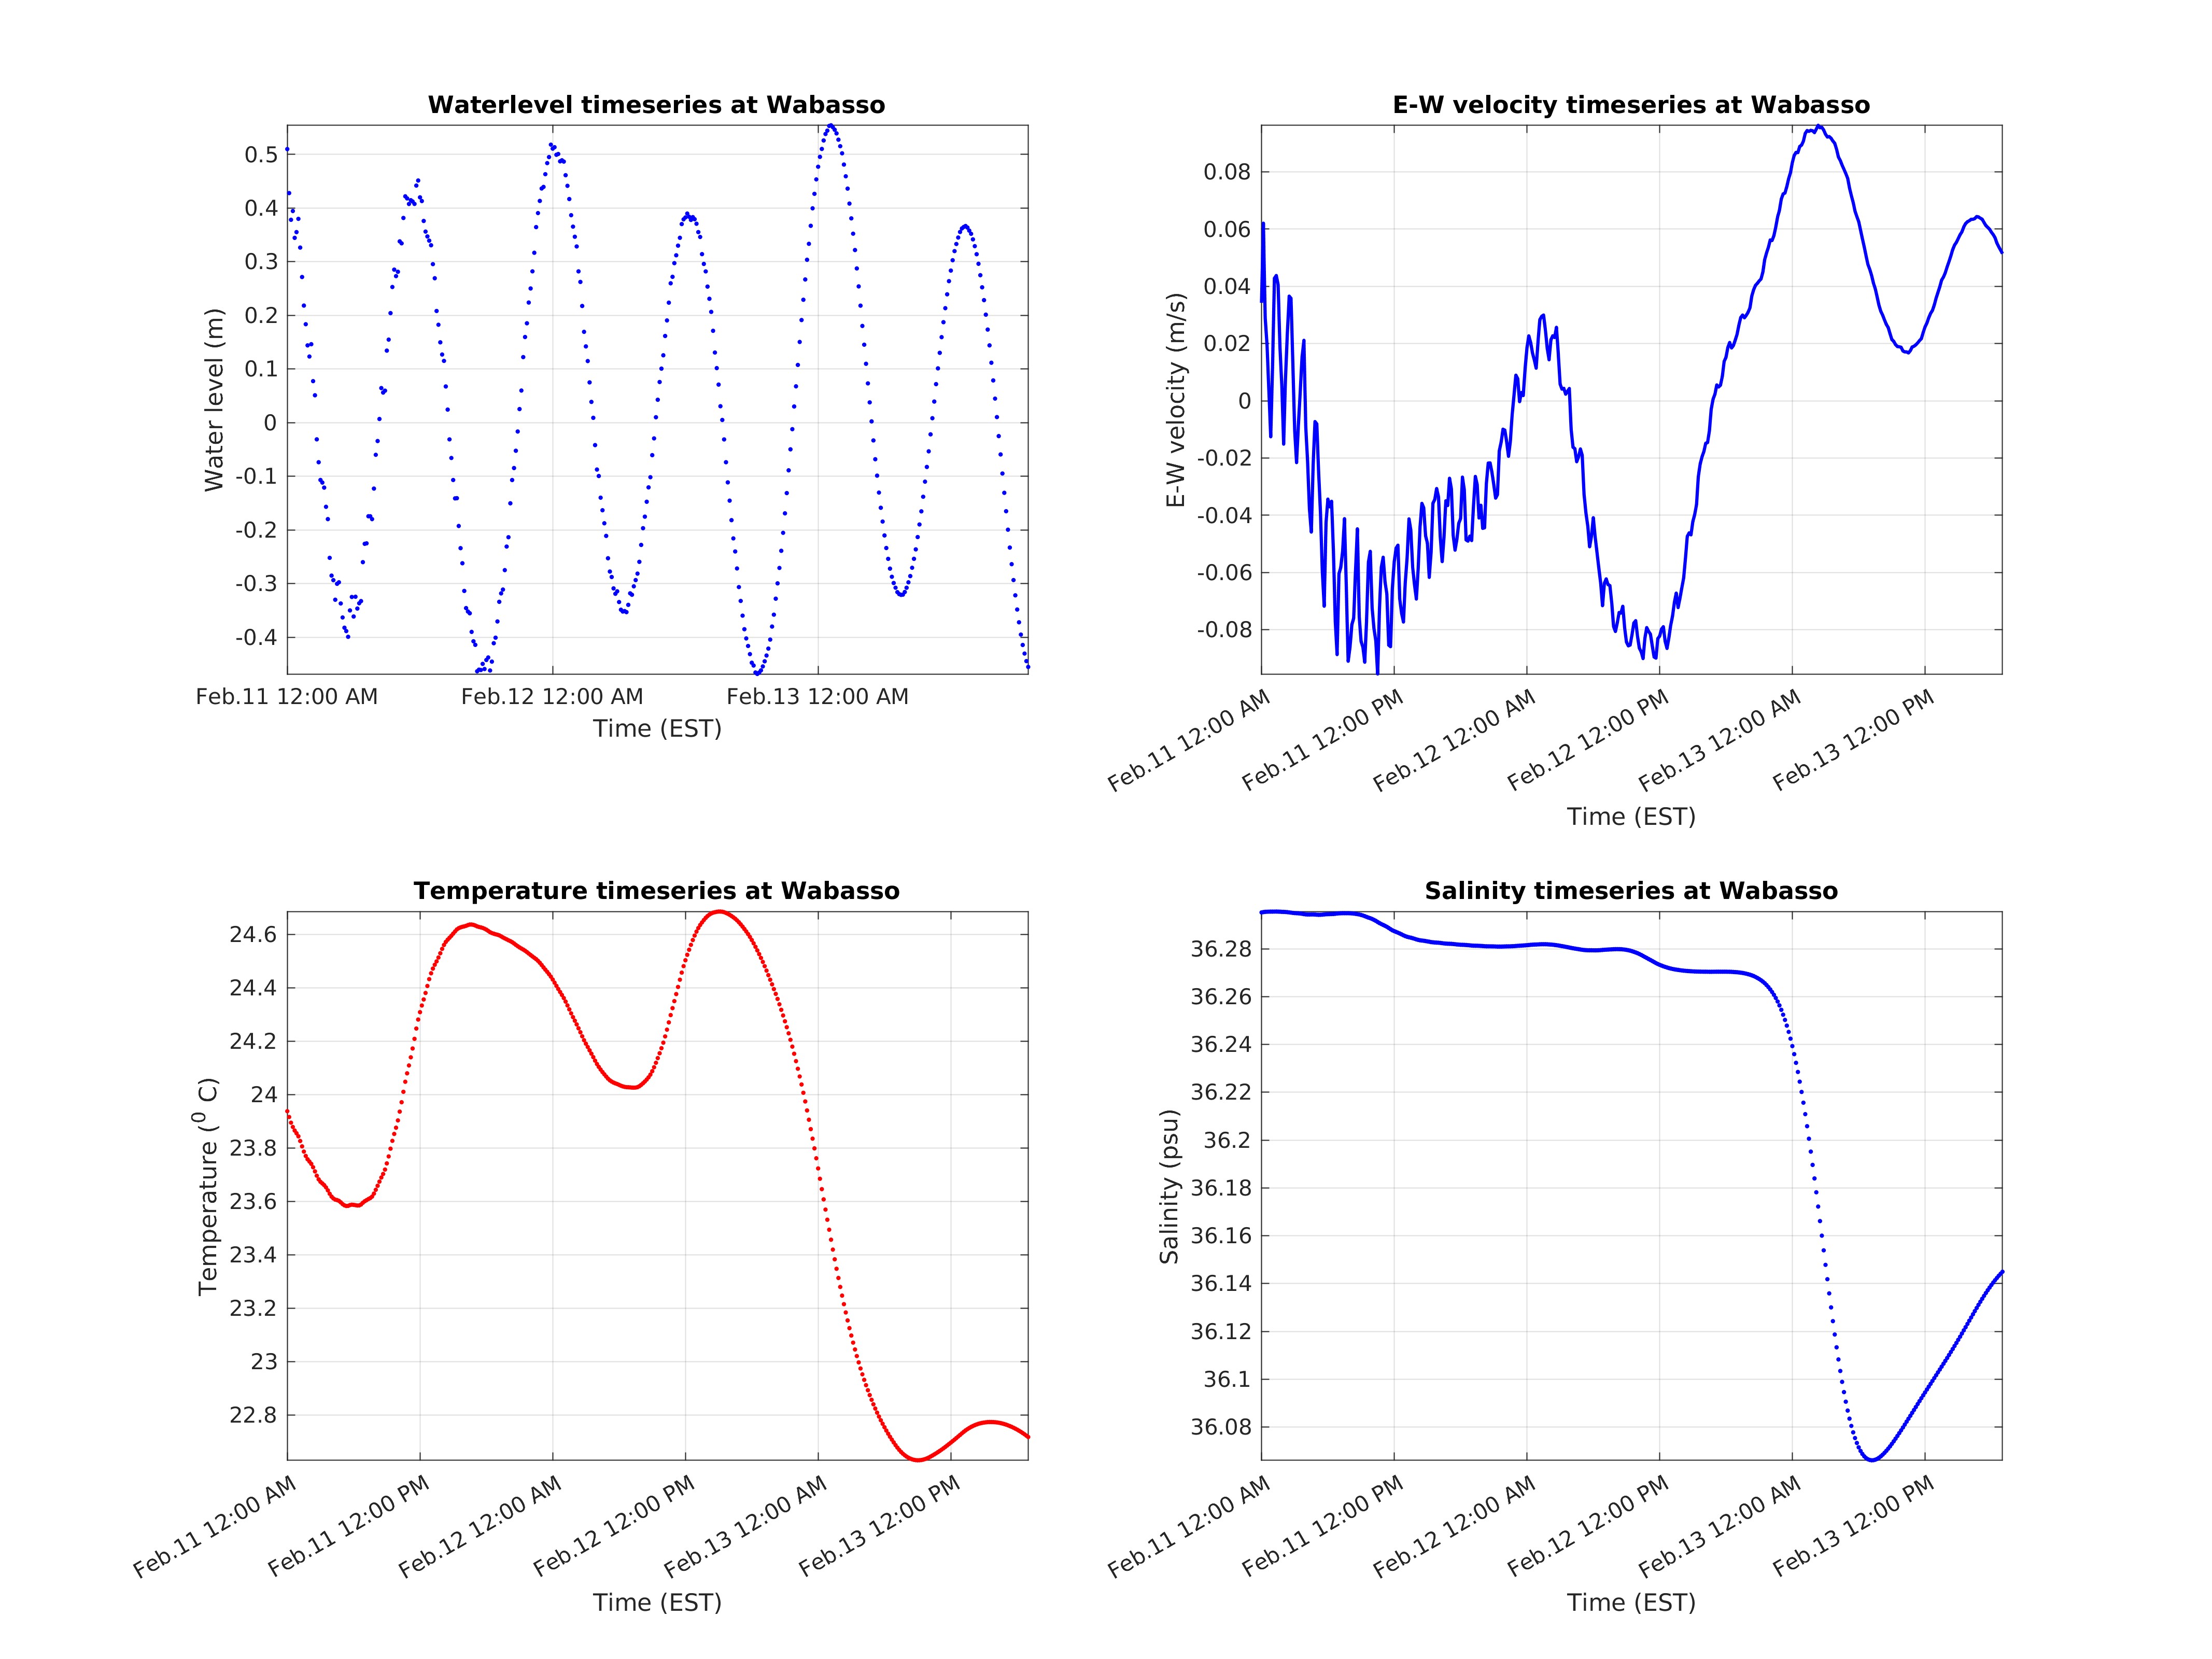 Waterlevel timeseries at Wabasso
0.5
0.4
0.3
0.2
0.1
0
-0.1
-0.2
-0.3
-0.4
Water level (m)
Feb.11 12:00 AM
Feb.12 12:00 AM
Feb.13 12:00 AM
Time (EST)
E-W velocity timeseries at Wabasso
0.08
0.06
0.04
0.02
0
-0.02
-0.04
-0.06
-0.08
E-W velocity (m/s)
Feb.11 12:00 AM
Feb.11 12:00 PM
Feb.12 12:00 AM
Feb.12 12:00 PM
Feb.13 12:00 AM
Feb.13 12:00 PM
Time (EST)
Temperature timeseries at Wabasso
24.6
24.4
24.2
24
23.8
23.6
23.4
23.2
23
22.8
Temperature (⁰ C)
Feb.11 12:00 AM
Feb.11 12:00 PM
Feb.12 12:00 AM
Feb.12 12:00 PM
Feb.13 12:00 AM
Feb.13 12:00 PM
Time (EST)
Salinity timeseries at Wabasso
36.28
36.26
36.24
36.22
36.2
36.18
36.16
36.14
36.12
36.1
36.08
Salinity (psu)
Feb.11 12:00 AM
Feb.11 12:00 PM
Feb.12 12:00 AM
Feb.12 12:00 PM
Feb.13 12:00 AM
Feb.13 12:00 PM
Time (EST)